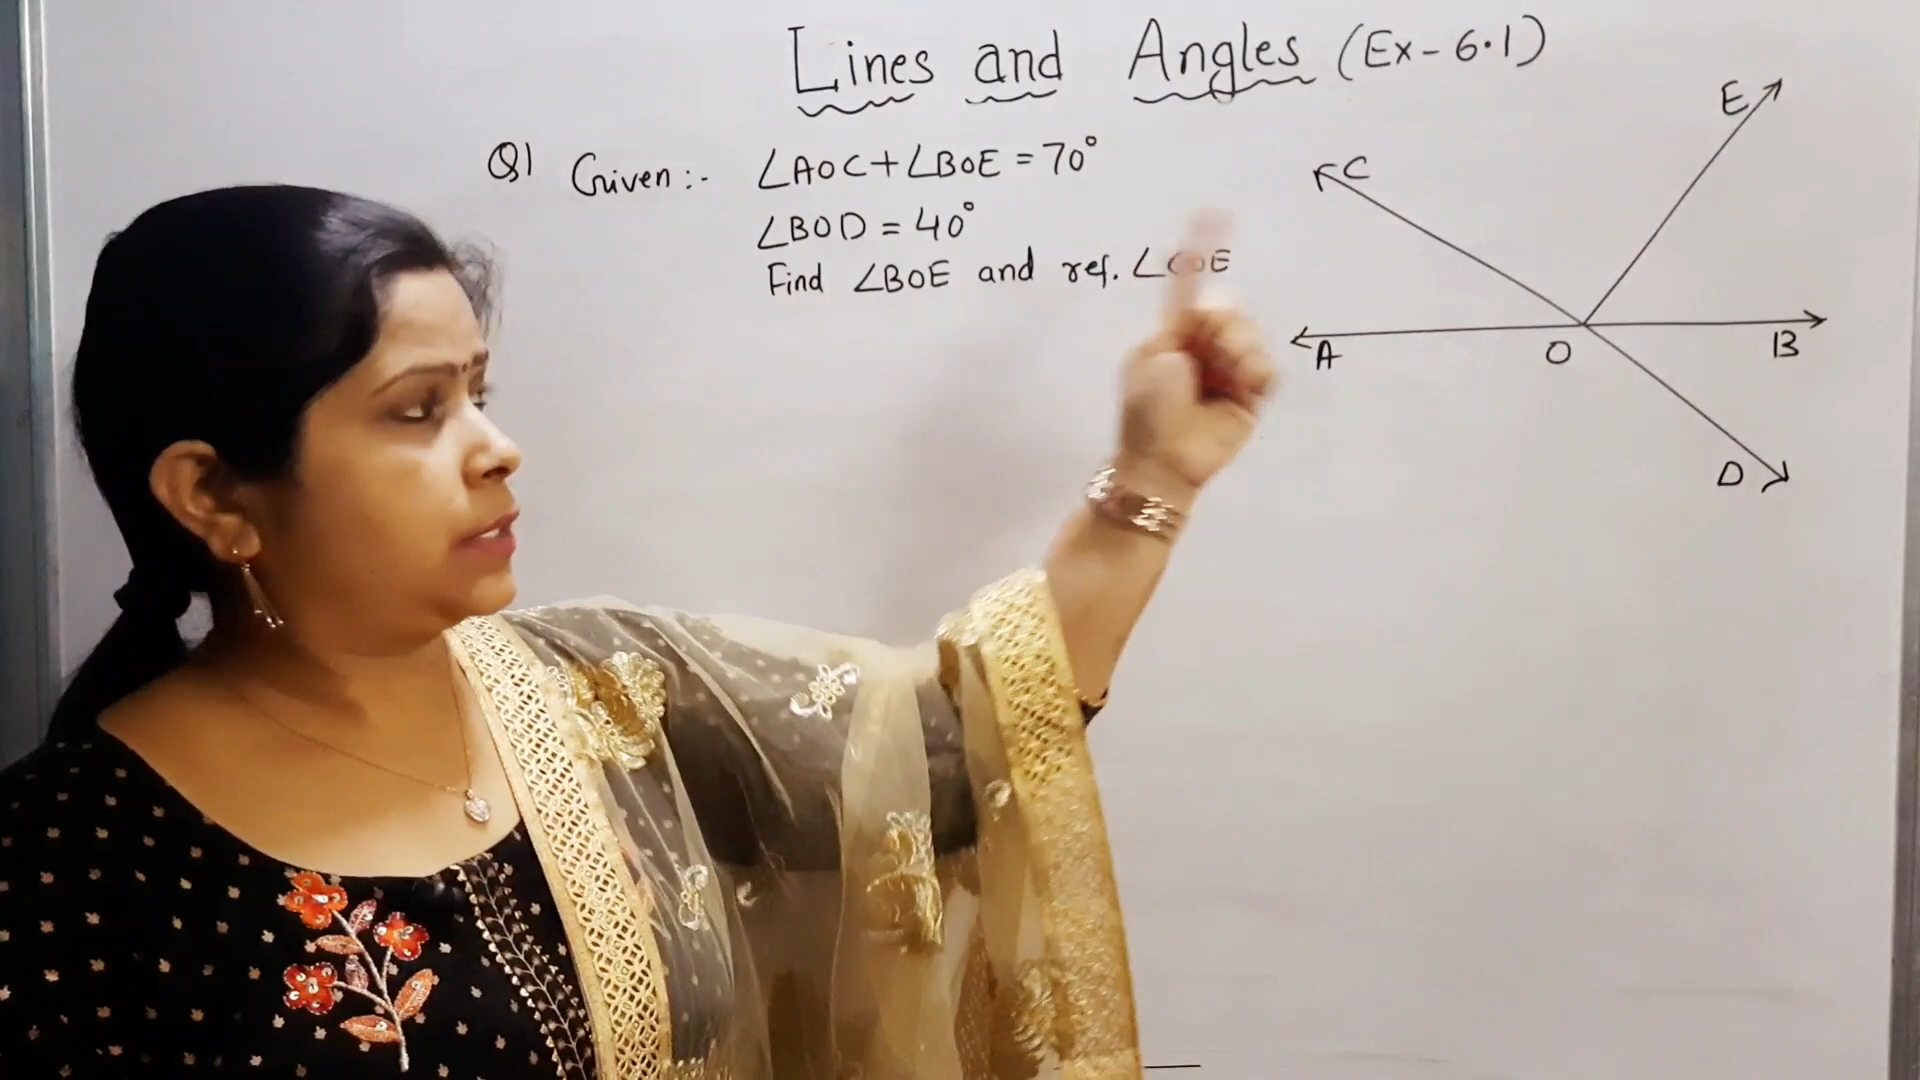 Lines and Angles (Ex-6.1)
Q1 Given:- ∠AOC+∠BOE=70°
∠BOD=40°
Find ∠BOE and ref. ∠COE
E
C
A
O
B
D